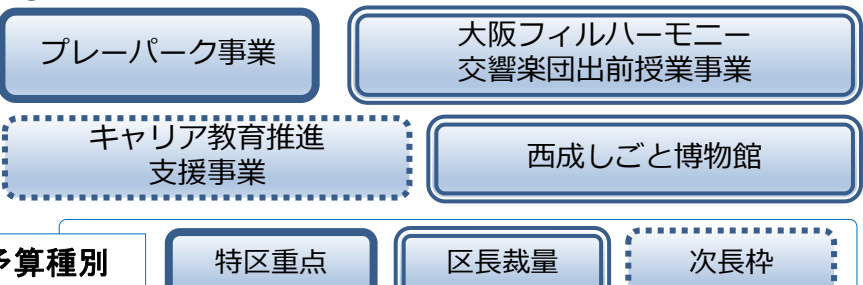 プレーパーク事業
大阪フィルハーモニー
交響楽団出前授業事業
キャリア教育推進
支援事業
西成しごと博物館
予算種別
特区重点
区長裁量
次長枠